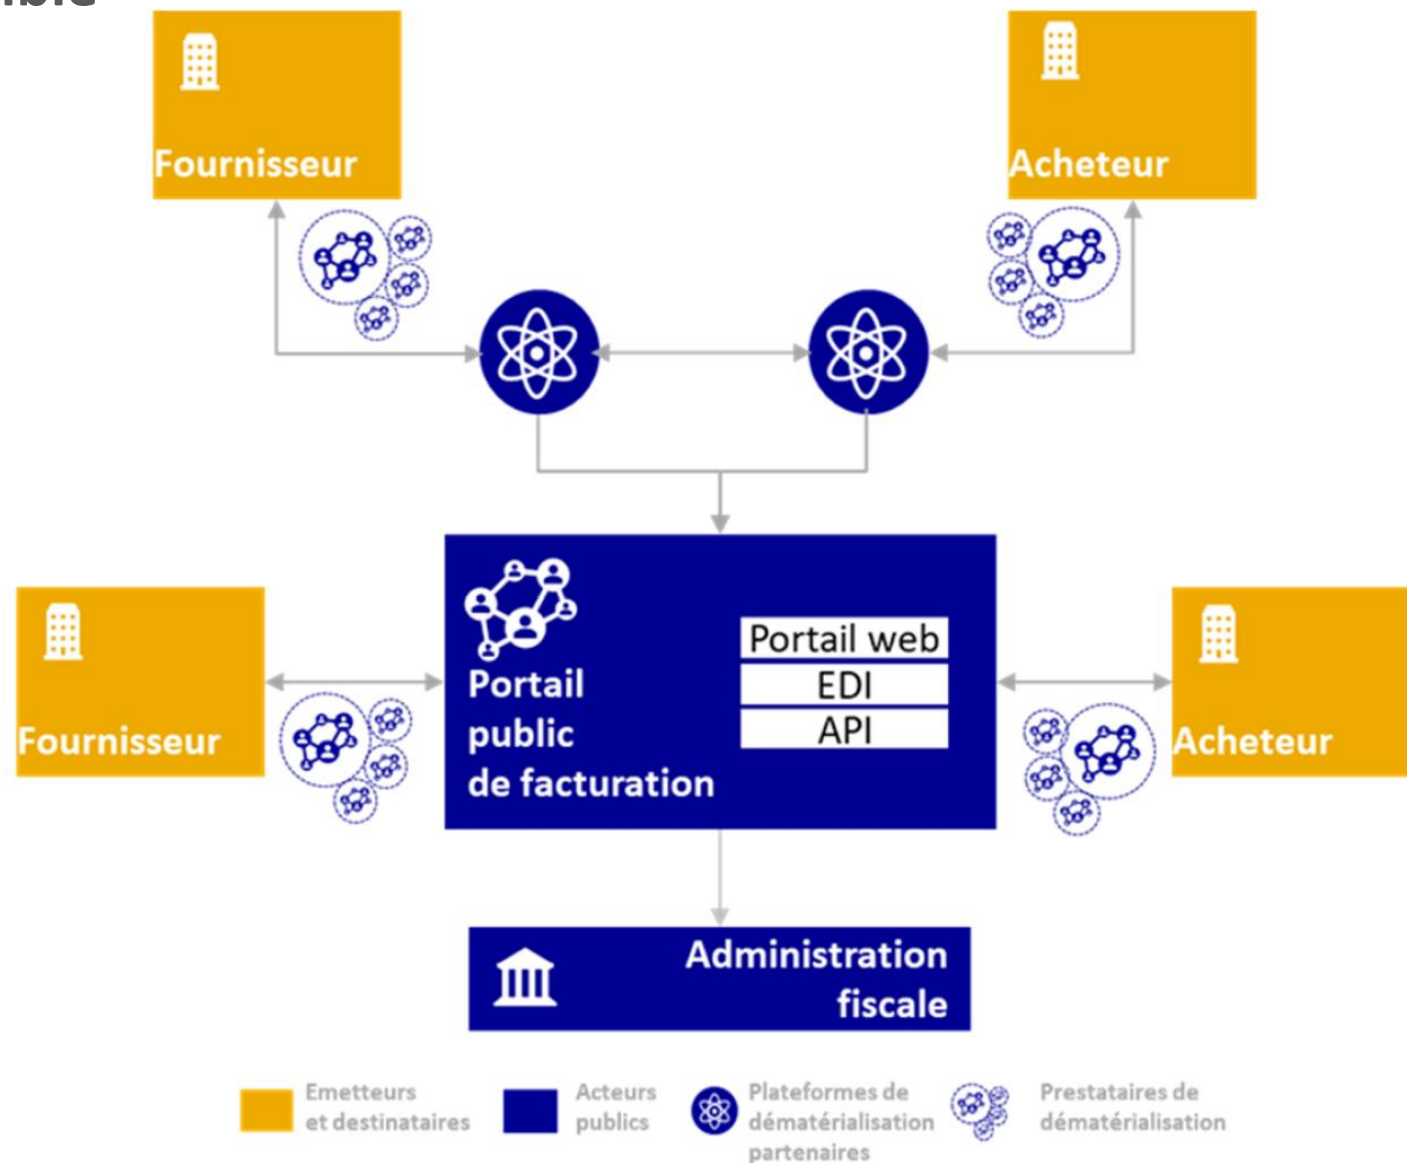 Fournisseur
Acheteur
Portail web
EDI
API
Portail
public
de facturation
Fournisseur
Acheteur
Administration
fiscale
Emetteurs
et destinataires
Acteurs
publics
Plateformes de
dématérialisation
partenaires
Prestataires de
dématérialisation